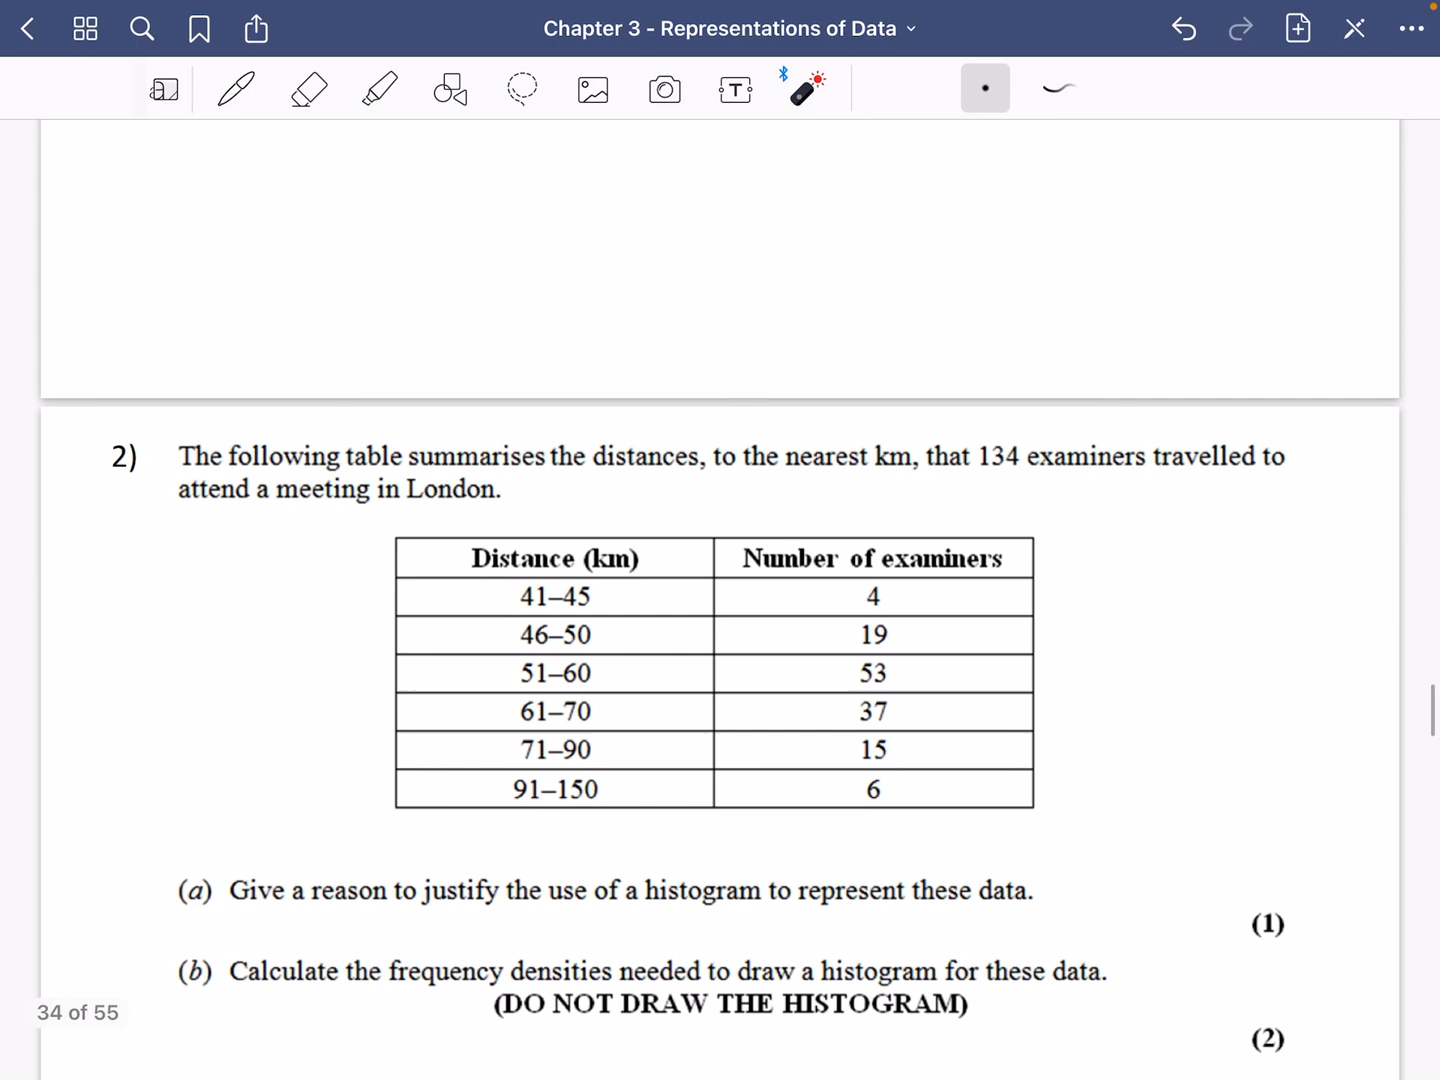 Chapter 3 - Representations of Data
2) The following table summarises the distances, to the nearest km, that 134 examiners travelled to
attend a meeting in London.
Distance (km) Number of examiners
41–45 4
46–50 19
51–60 53
61–70 37
71–90 15
91–150 6
(a) Give a reason to justify the use of a histogram to represent these data.
(1)
(b) Calculate the frequency densities needed to draw a histogram for these data.
(DO NOT DRAW THE HISTOGRAM)
34 of 55
(2)